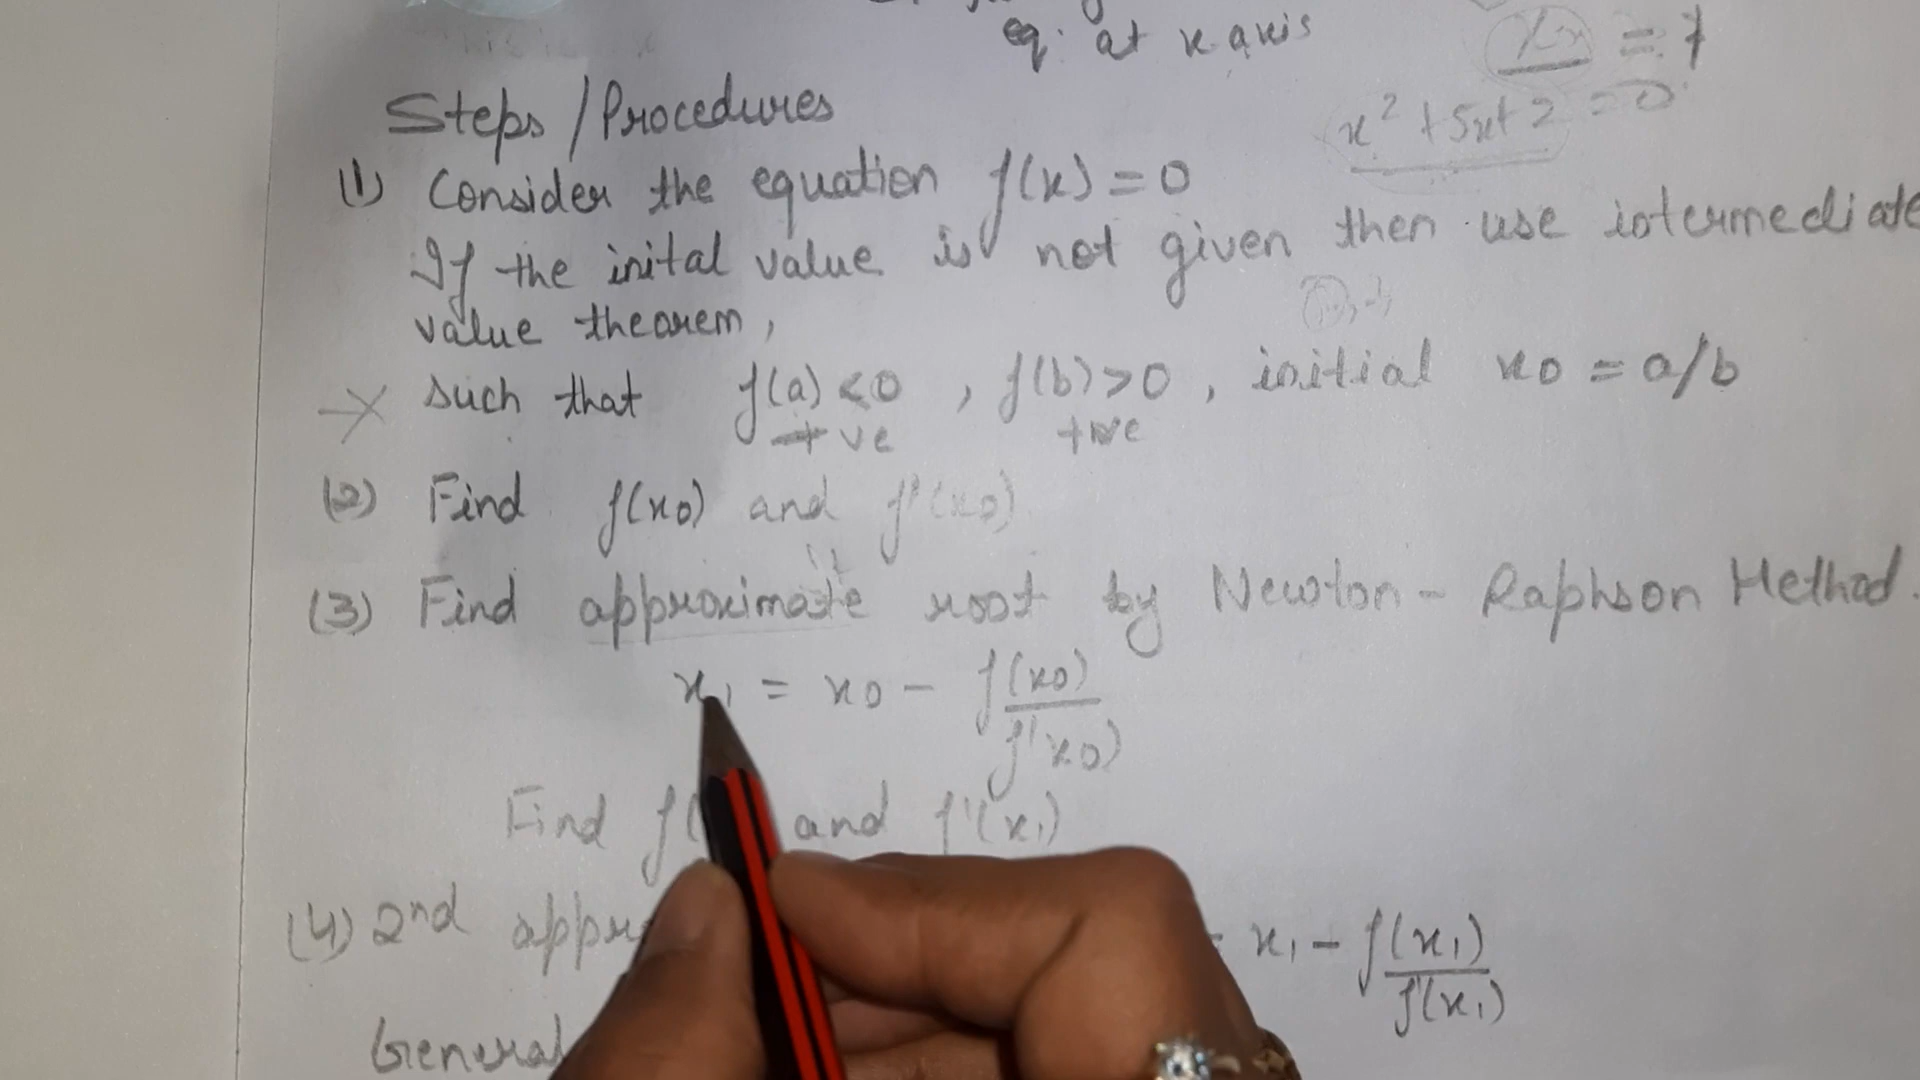 eq. at x axis
= 7
x² + 5x + 2 = 0
Steps / Procedures
(1) Consider the equation f(x) = 0
If the inital value is not given then use intermediate
value theorem,
such that f(a) < 0 , f(b) > 0 , initial x0 = a/b
ve +ve
(2) Find f(x0) and f'(x0)
(3) Find approximate root by Newton - Raphson Method.
x1 = x0 - f(x0)
f'x0)
Find f( and f'(x1)
(4) 2nd x1 - f(x1)
f'(x1)
General